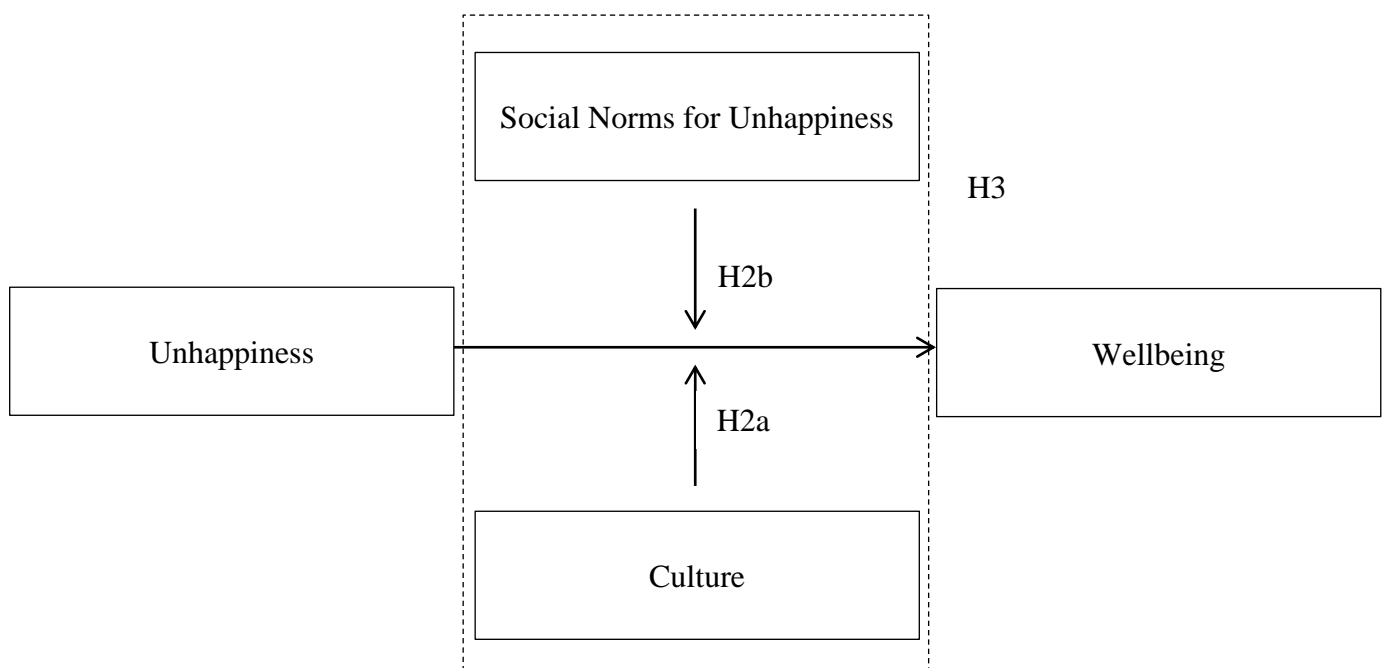 Social Norms for Unhappiness
H3
H2b
Unhappiness
Wellbeing
H2a
Culture